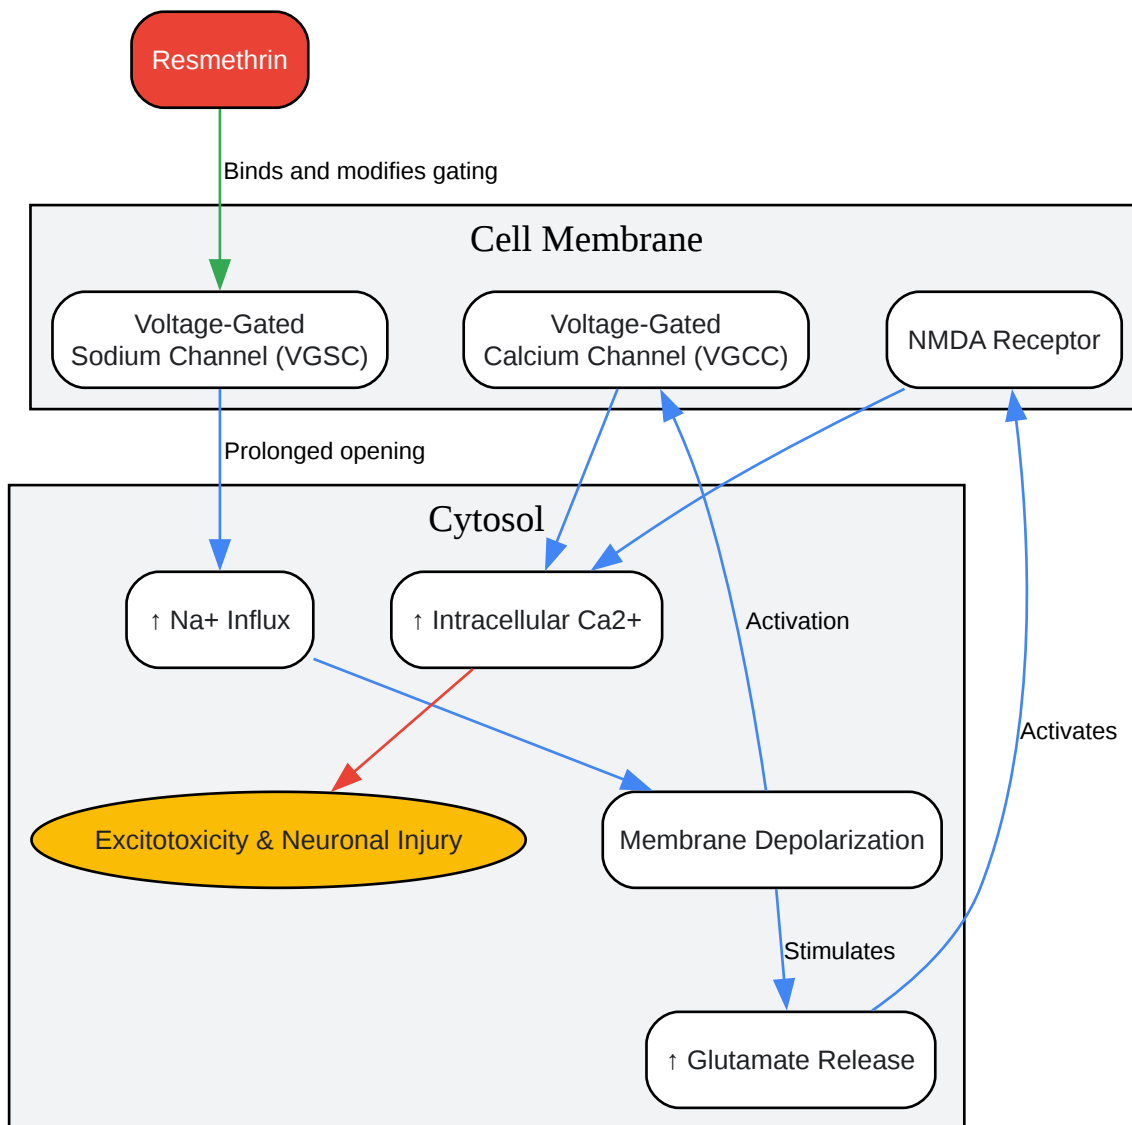 Resmethrin
Binds and modifies gating
Cell Membrane
Voltage-Gated
Sodium Channel (VGSC)
Voltage-Gated
Calcium Channel (VGCC)
NMDA Receptor
Prolonged opening
Cytosol
↑ Na+ Influx
↑ Intracellular Ca2+
Activation
Activates
Excitotoxicity & Neuronal Injury
Membrane Depolarization
Stimulates
↑ Glutamate Release